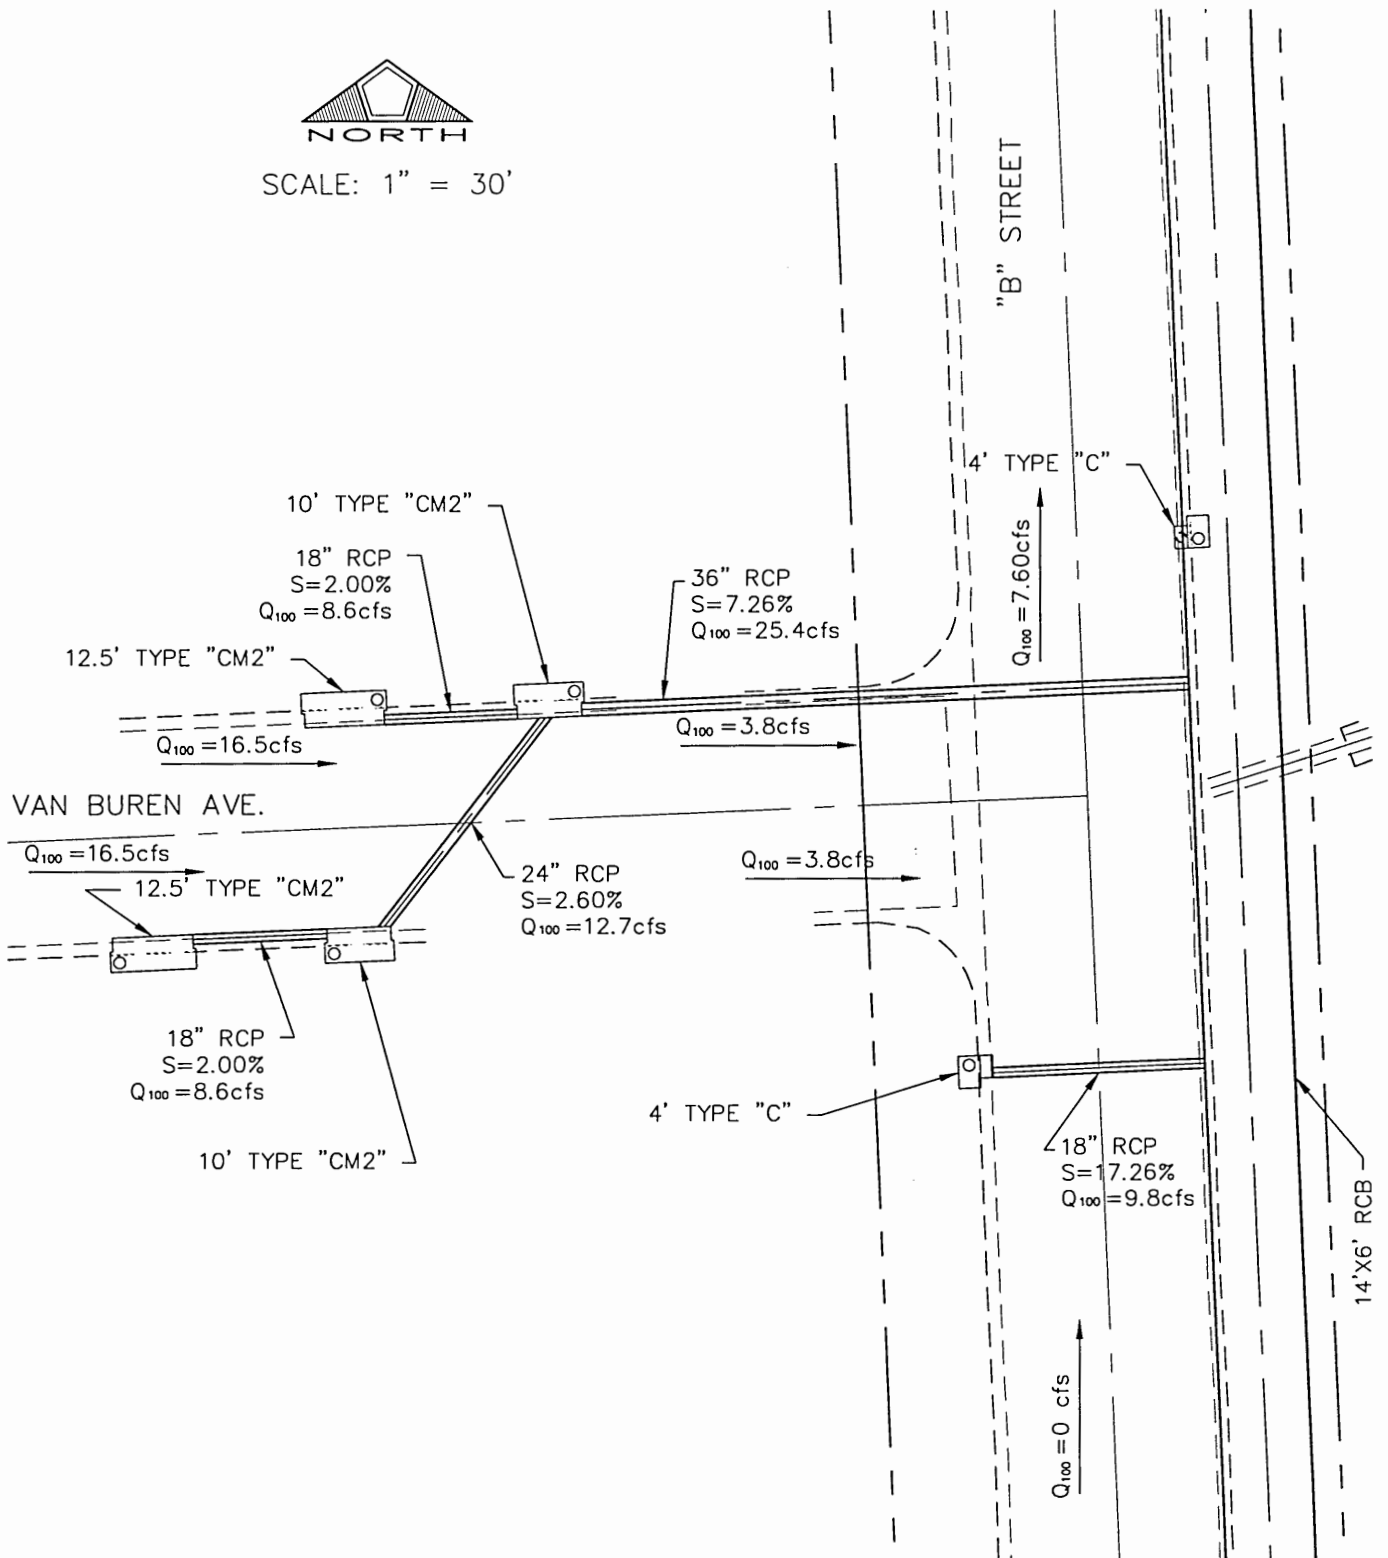 NORTH
SCALE: 1" = 30'
"B" STREET
4' TYPE "C"
10' TYPE "CM2"
18" RCP
S=2.00%
Q₁₀₀=8.6cfs
36" RCP
S=7.26%
Q₁₀₀=25.4cfs
Q₁₀₀=7.60cfs
12.5' TYPE "CM2"
Q₁₀₀=16.5cfs
Q₁₀₀=3.8cfs
VAN BUREN AVE.
Q₁₀₀=16.5cfs
12.5' TYPE "CM2"
24" RCP
S=2.60%
Q₁₀₀=12.7cfs
Q₁₀₀=3.8cfs
18" RCP
S=2.00%
Q₁₀₀=8.6cfs
10' TYPE "CM2"
4' TYPE "C"
18" RCP
S=17.26%
Q₁₀₀=9.8cfs
14'X6' RCB
Q₁₀₀=0 cfs